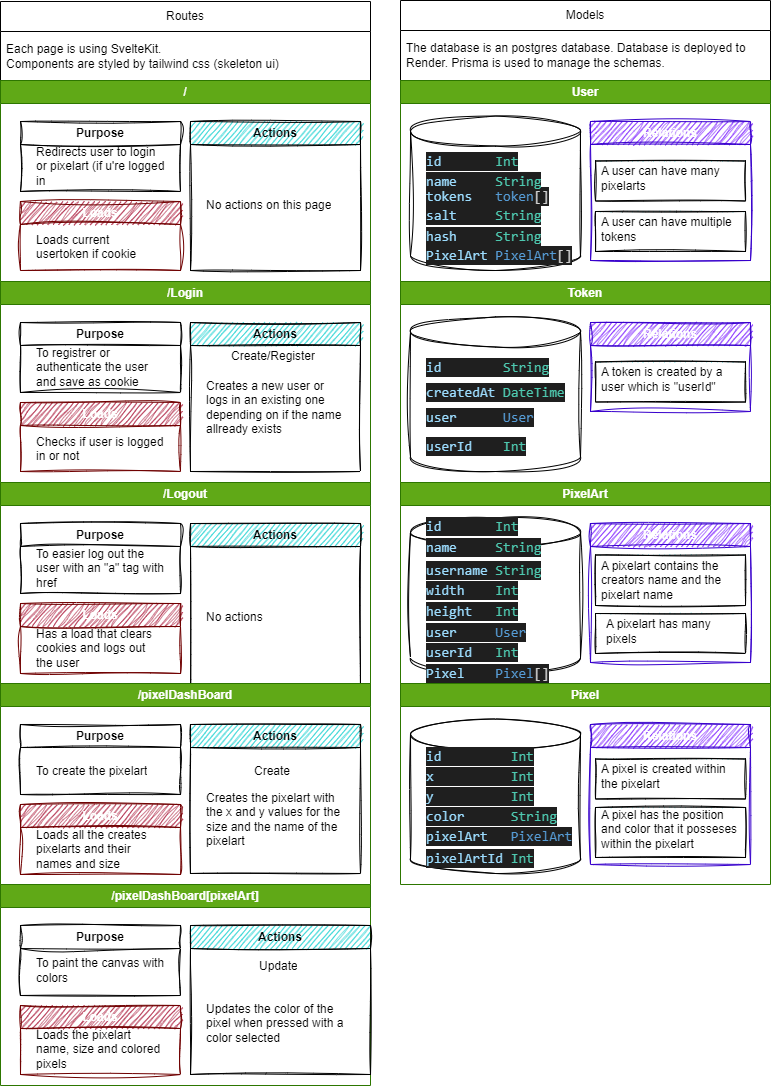 Routes
Each page is using SvelteKit.
Components are styled by tailwind css (skeleton ui)
/
Purpose
Redirects user to login
or pixelart (if u're logged
in
Loads
Loads current
usertoken if cookie
Actions
No actions on this page
/Login
Purpose
To registrer or
authenticate the user
and save as cookie
Loads
Checks if user is logged
in or not
Actions
Create/Register
Creates a new user or
logs in an existing one
depending on if the name
allready exists
/Logout
Purpose
To easier log out the
user with an "a" tag with
href
Loads
Has a load that clears
cookies and logs out
the user
Actions
No actions
/pixelDashBoard
Purpose
To create the pixelart
Loads
Loads all the creates
pixelarts and their
names and size
Actions
Create
Creates the pixelart with
the x and y values for the
size and the name of the
pixelart
/pixelDashBoard[pixelArt]
Purpose
To paint the canvas with
colors
Loads
Loads the pixelart
name, size and colored
pixels
Actions
Update
Updates the color of the
pixel when pressed with a
color selected
Models
The database is an postgres database. Database is deployed to
Render. Prisma is used to manage the schemas.
User
id Int
name String
tokens token[]
salt String
hash String
PixelArt PixelArt[]
Relations
A user can have many
pixelarts
A user can have multiple
tokens
Token
id String
createdAt DateTime
user User
userId Int
Relations
A token is created by a
user which is "userId"
PixelArt
id Int
name String
username String
width Int
height Int
user User
userId Int
Pixel Pixel[]
Relations
A pixelart contains the
creators name and the
pixelart name
A pixelart has many
pixels
Pixel
id Int
x Int
y Int
color String
pixelArt PixelArt
pixelArtId Int
Relations
A pixel is created within
the pixelart
A pixel has the position
and color that it posseses
within the pixelart